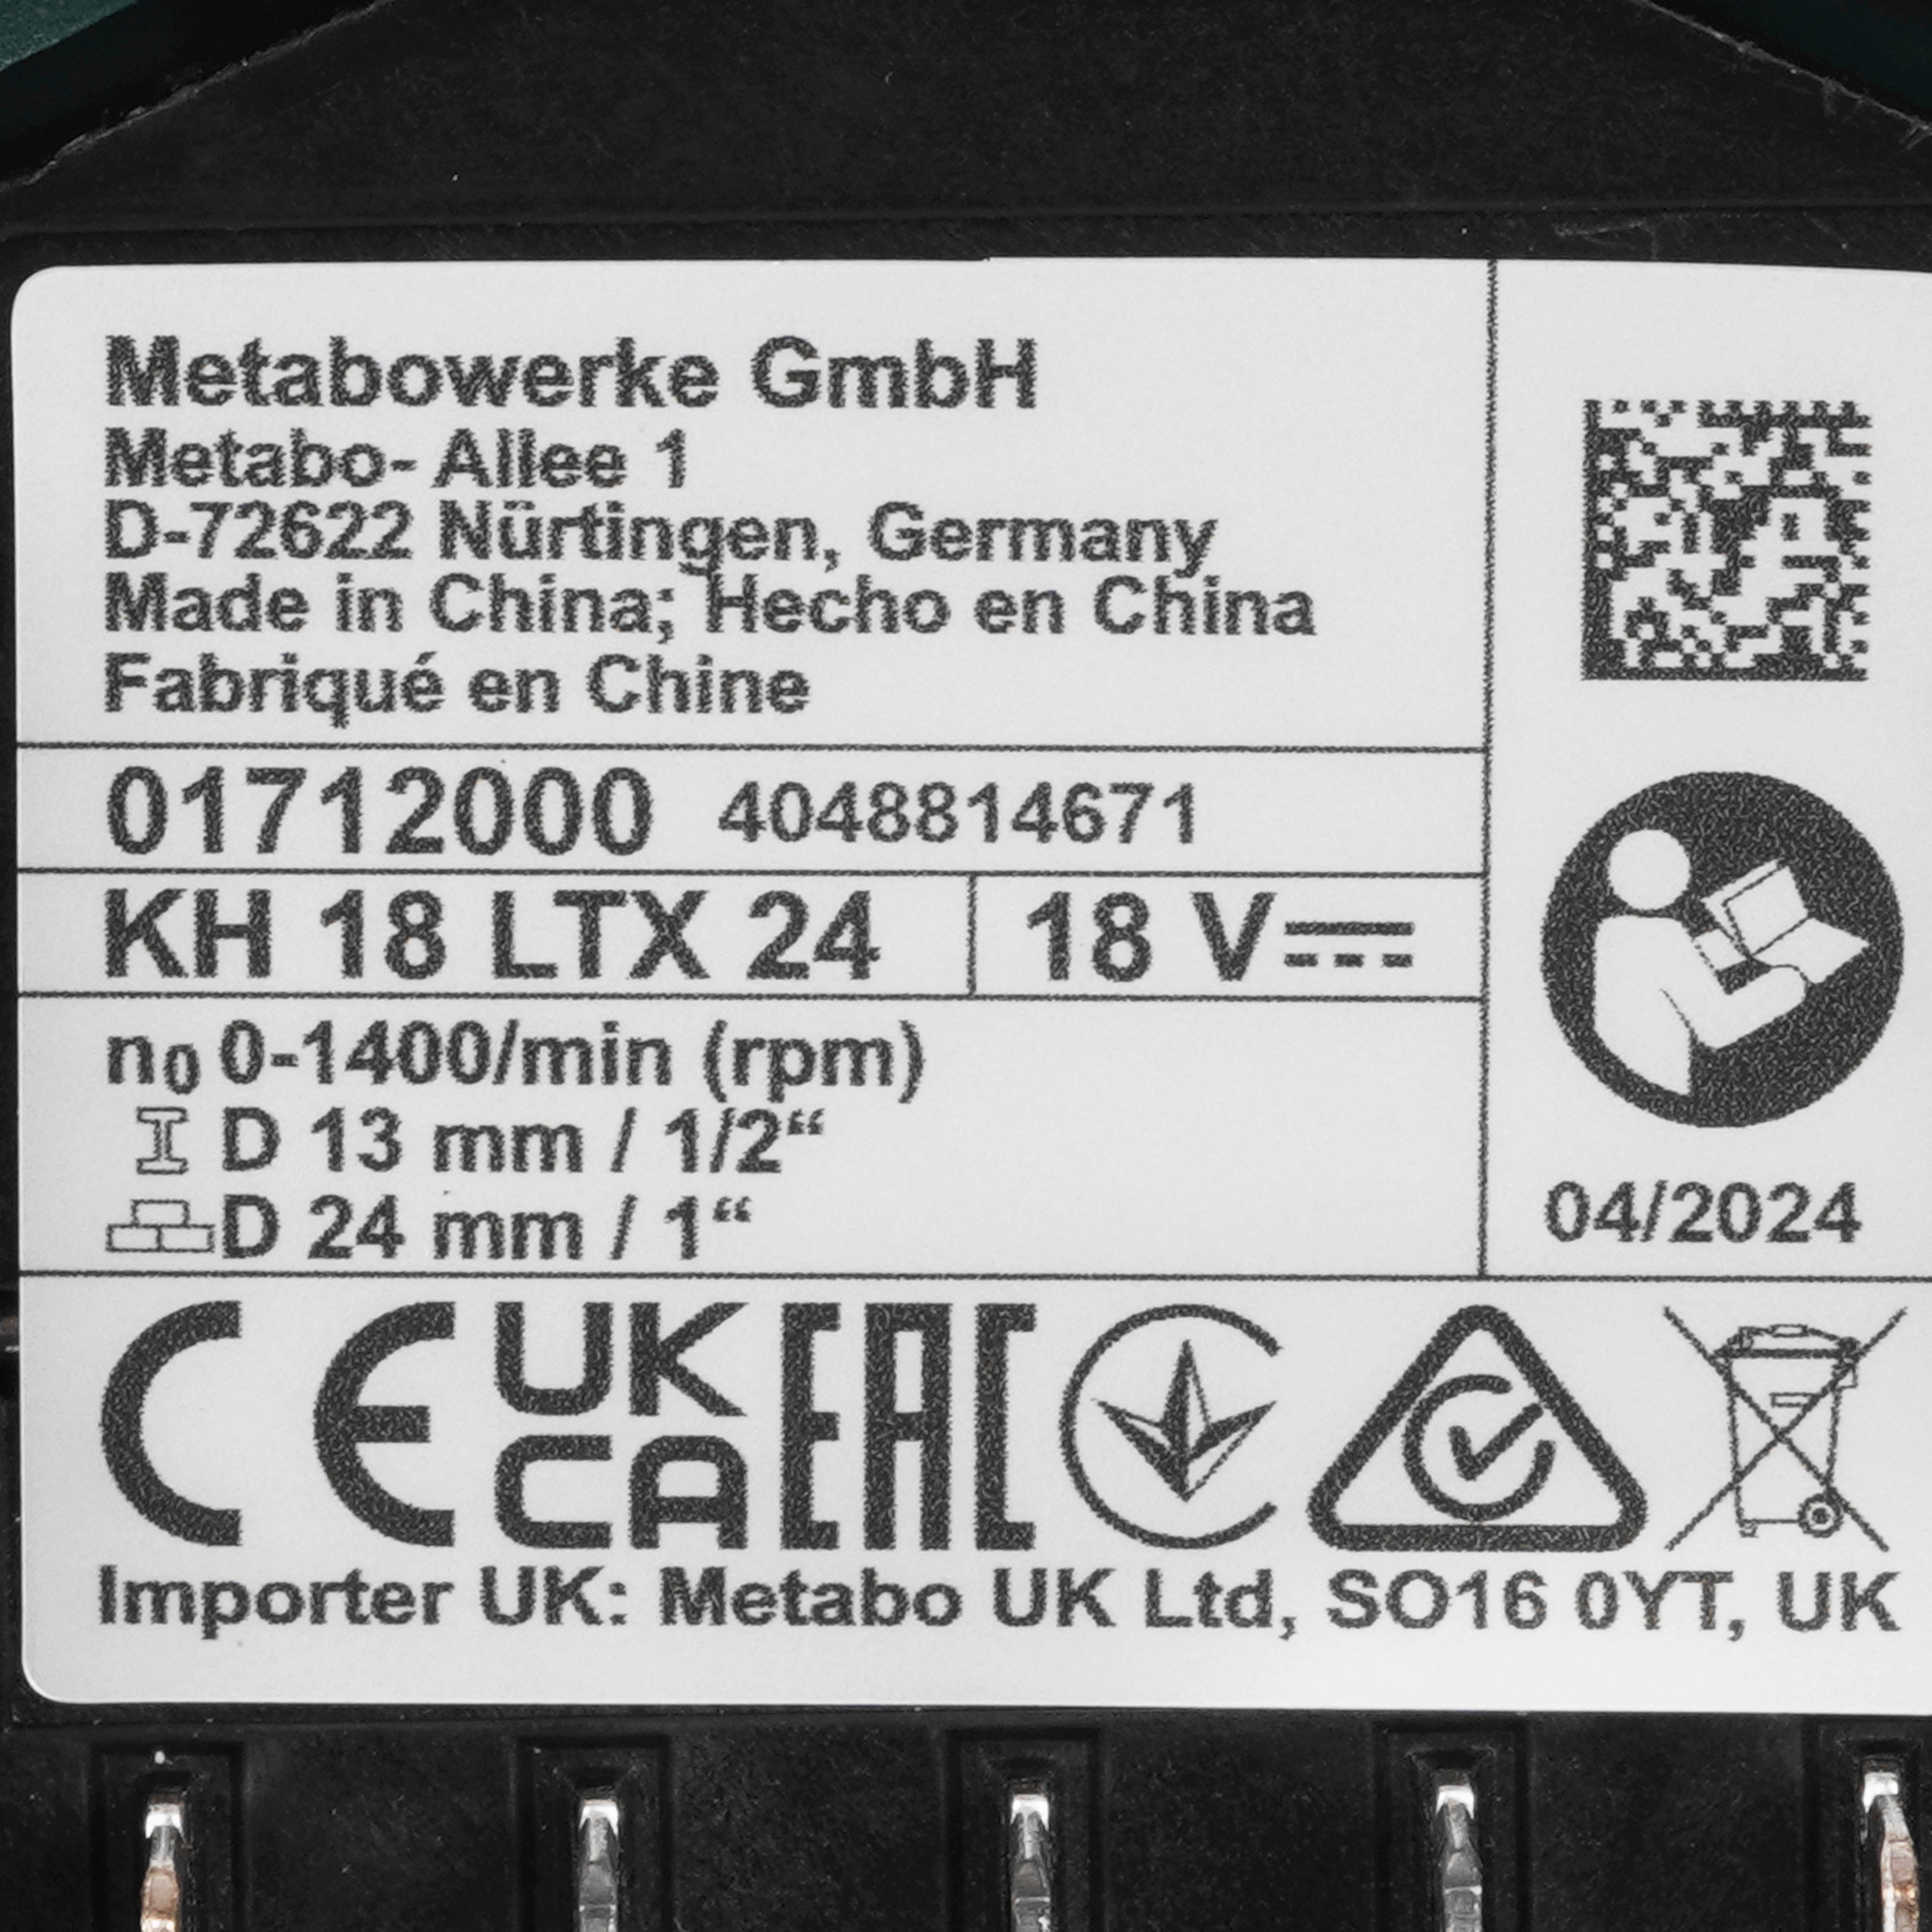 Metabowerke GmbH
Metabo- Allee 1
D-72622 Nürtingen, Germany
Made in China; Hecho en China
Fabriqué en Chine
01712000 4048814671
KH 18 LTX 24
18 V
n₀ 0-1400/min (rpm)
D 13 mm / 1/2“
D 24 mm / 1“
04/2024
CE UK CA EAC
Importer UK: Metabo UK Ltd, SO16 0YT, UK